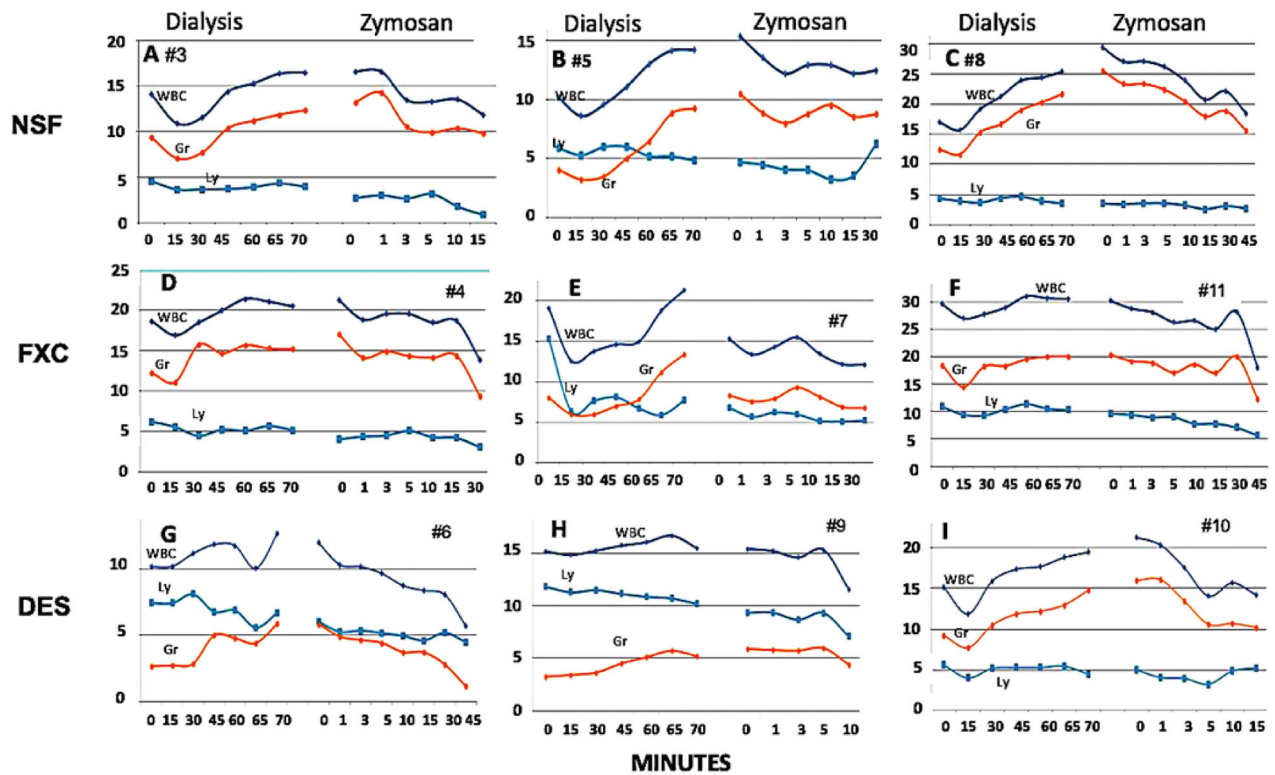 Dialysis Zymosan Dialysis Zymosan Dialysis Zymosan
NSF
A #3
20
15
10
5
0
WBC
Gr
Ly
0 15 30 45 60 65 70 0 1 3 5 10 15
B #5
15
10
5
0
WBC
Ly
Gr
0 15 30 45 60 65 70 0 1 3 5 10 15 30
C #8
30
25
20
15
10
5
0
WBC
Gr
Ly
0 15 30 45 60 65 70 0 1 3 5 10 15 30 45
FXC
D #4
25
20
15
10
5
0
WBC
Gr
Ly
0 15 30 45 60 65 70 0 1 3 5 10 15 30
E #7
20
15
10
5
0
WBC
Ly
Gr
0 15 30 45 60 65 70 0 1 3 5 10 15 30
F #11
30
25
20
15
10
5
0
WBC
Gr
Ly
0 15 30 45 60 65 70 0 1 3 5 10 15 30 45
DES
G #6
10
5
0
WBC
Ly
Gr
0 15 30 45 60 65 70 0 1 3 5 10 15 30 45
H #9
15
10
5
0
WBC
Ly
Gr
0 15 30 45 60 65 70 0 1 3 5 10
I #10
20
15
10
5
0
WBC
Gr
Ly
0 15 30 45 60 65 70 0 1 3 5 10 15
MINUTES